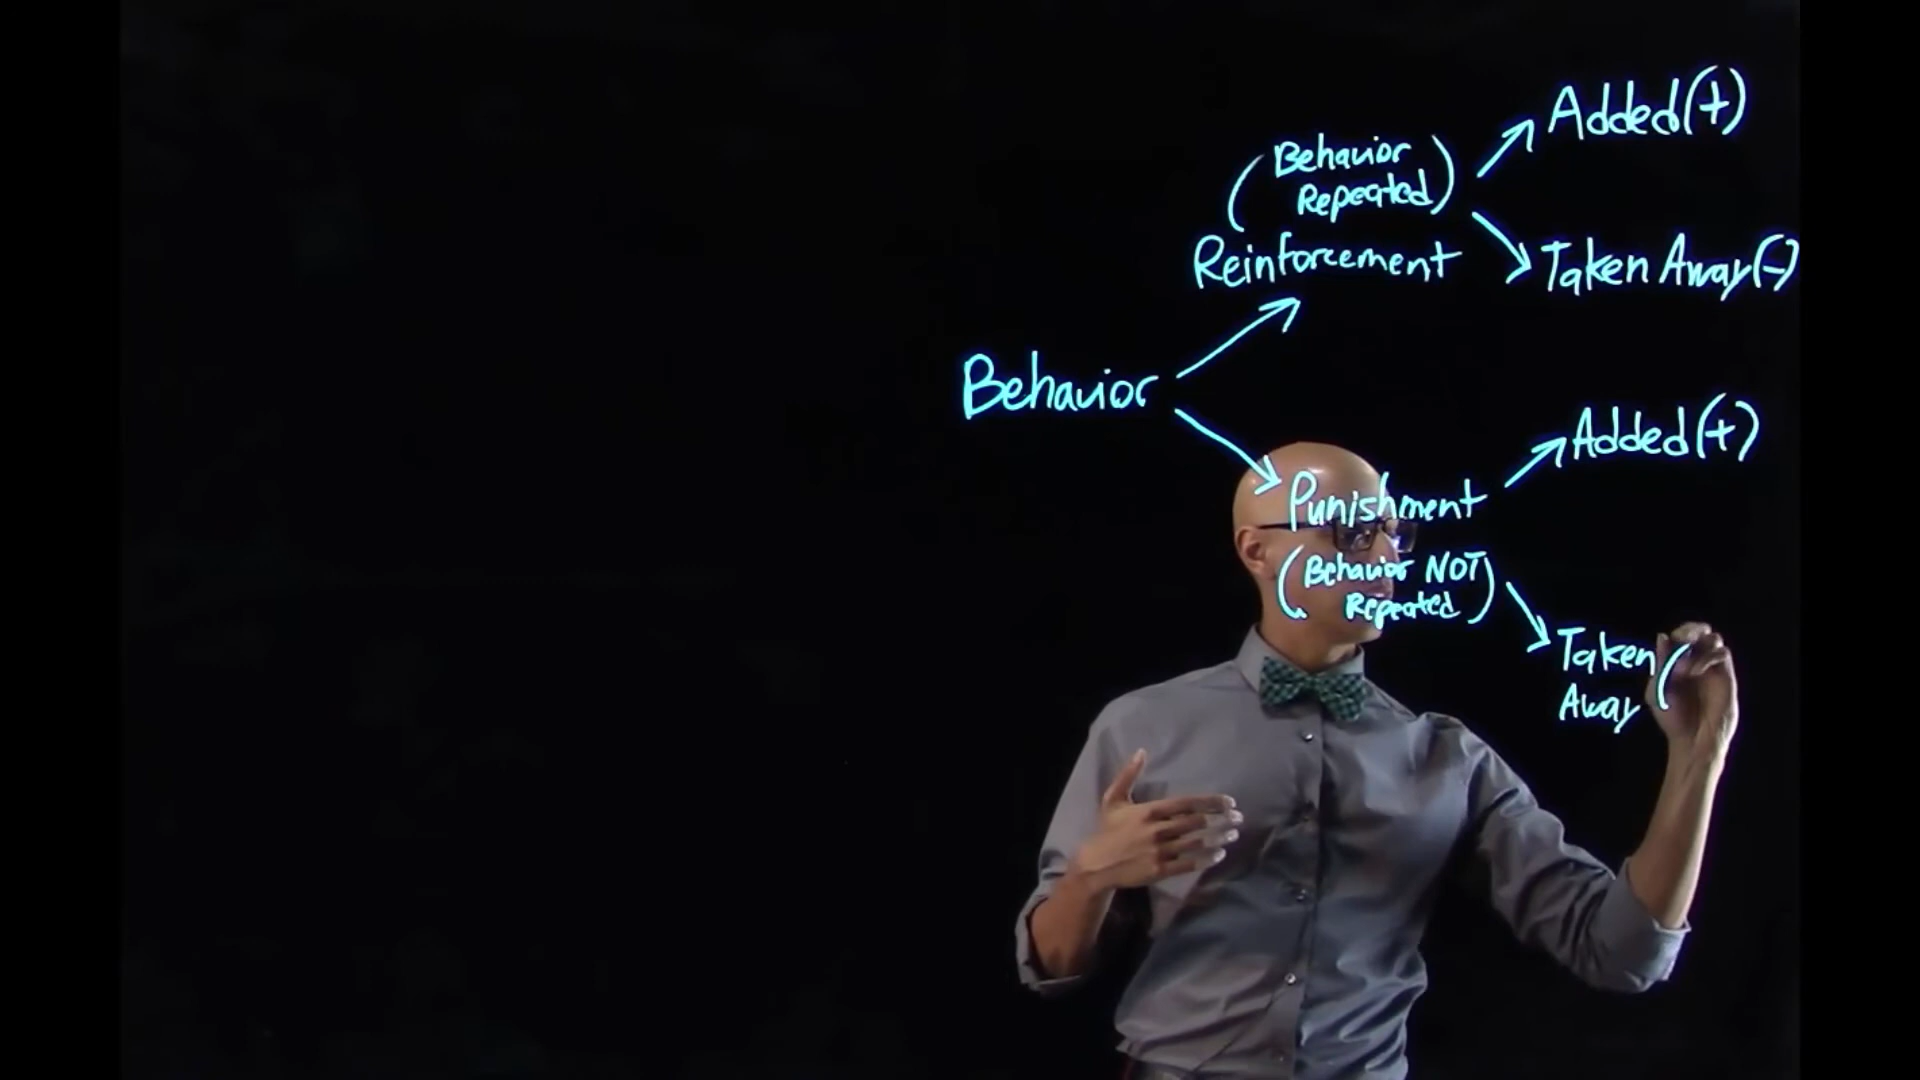 Added (+)
(Behavior
Repeated)
Reinforcement
Taken Away (-)
Behavior
Added (+)
Punishment
(Behavior NOT
Repeated)
Taken (
Away